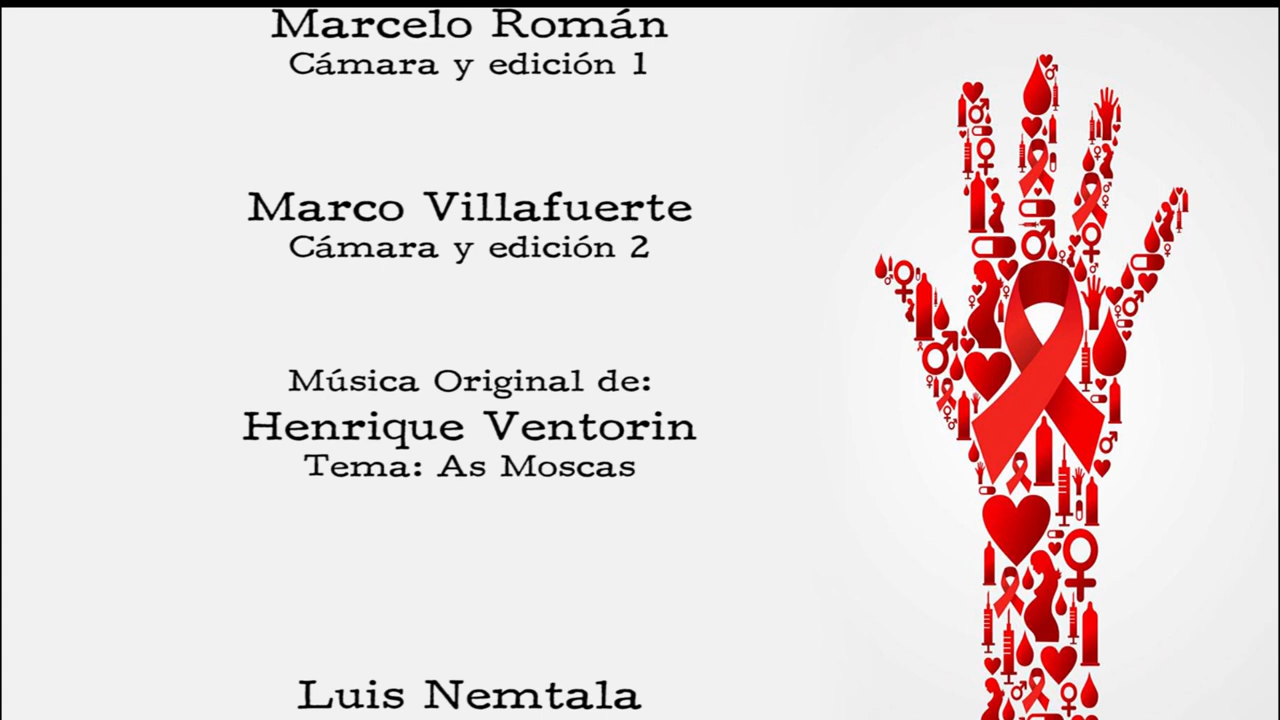 Marcelo Román
Cámara y edición 1
Marco Villafuerte
Cámara y edición 2
Música Original de:
Henrique Ventorin
Tema: As Moscas
Luis Nemtala